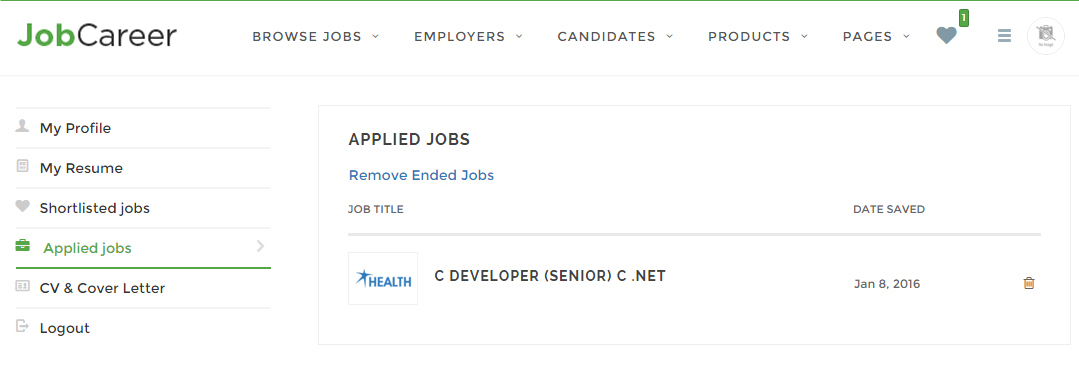 JobCareer
BROWSE JOBS EMPLOYERS CANDIDATES PRODUCTS PAGES 1
No Image
My Profile
My Resume
Shortlisted jobs
Applied jobs
CV & Cover Letter
Logout
APPLIED JOBS
Remove Ended Jobs
JOB TITLE DATE SAVED
HEALTH C DEVELOPER (SENIOR) C .NET Jan 8, 2016